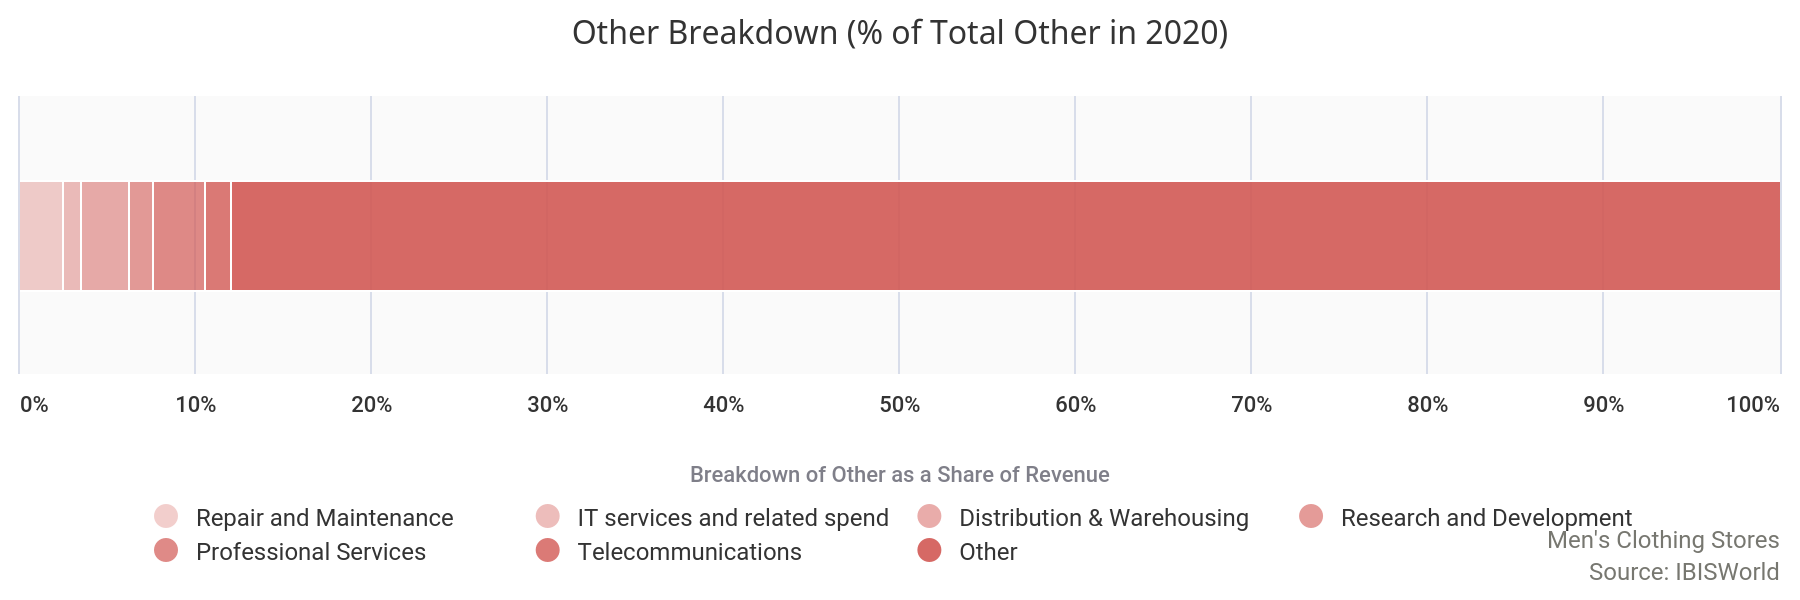 Other Breakdown (% of Total Other in 2020)
0% 10% 20% 30% 40% 50% 60% 70% 80% 90% 100%
Breakdown of Other as a Share of Revenue
Repair and Maintenance IT services and related spend Distribution & Warehousing Research and Development
Professional Services Telecommunications Other
Men's Clothing Stores
Source: IBISWorld